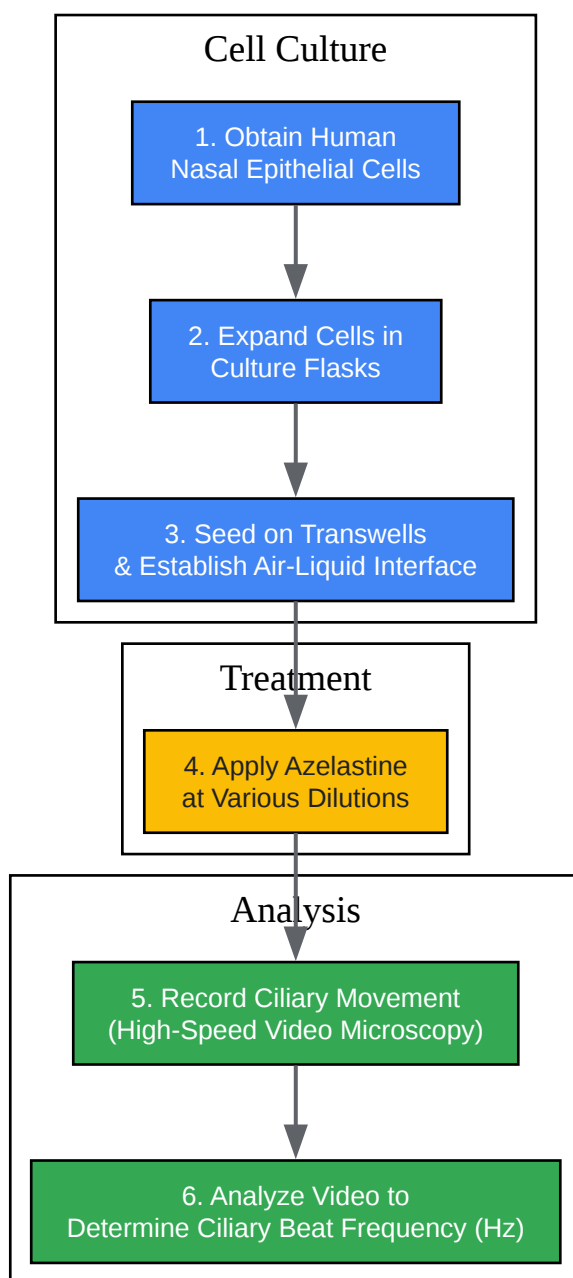 Cell Culture
1. Obtain Human
Nasal Epithelial Cells
2. Expand Cells in
Culture Flasks
3. Seed on Transwells
& Establish Air-Liquid Interface
Treatment
4. Apply Azelastine
at Various Dilutions
Analysis
5. Record Ciliary Movement
(High-Speed Video Microscopy)
6. Analyze Video to
Determine Ciliary Beat Frequency (Hz)